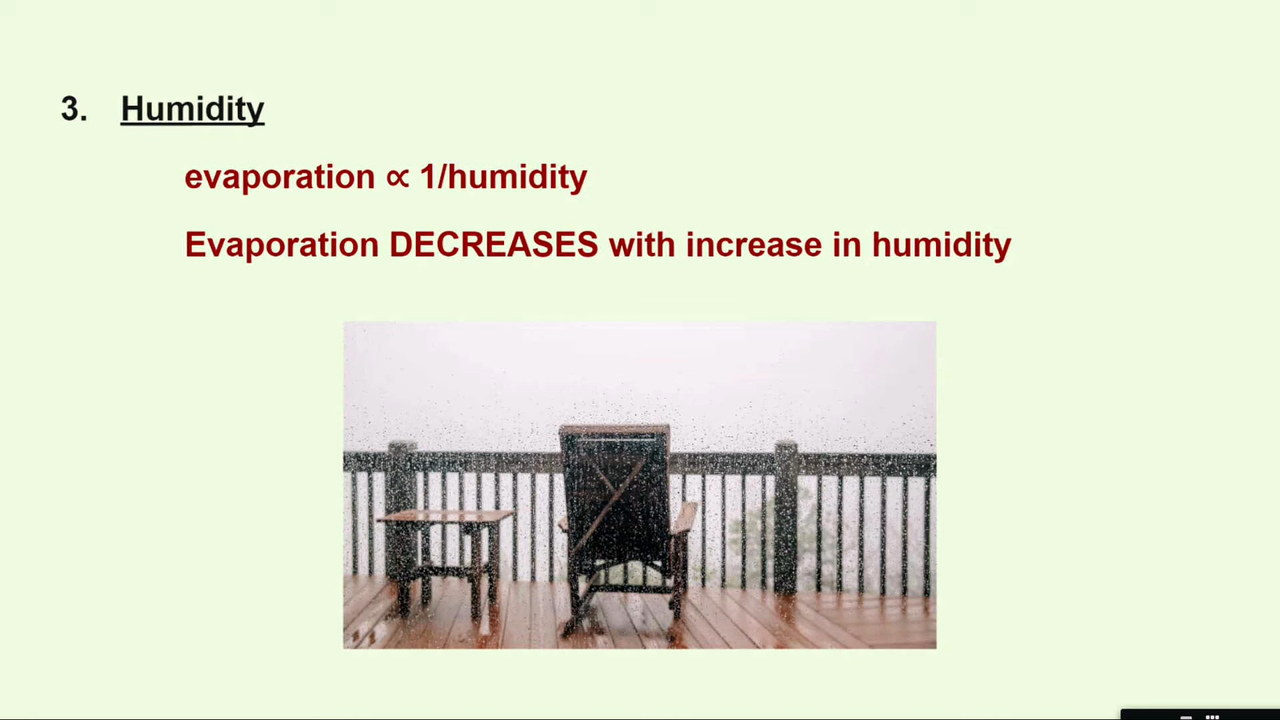 3. Humidity
evaporation ∝ 1/humidity
Evaporation DECREASES with increase in humidity